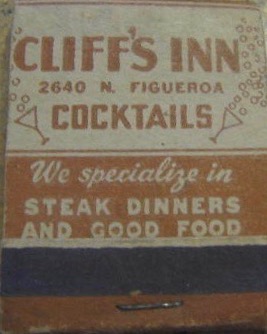 CLIFF'S INN
2640 N. FIGUEROA
COCKTAILS
We specialize in
STEAK DINNERS
AND GOOD FOOD